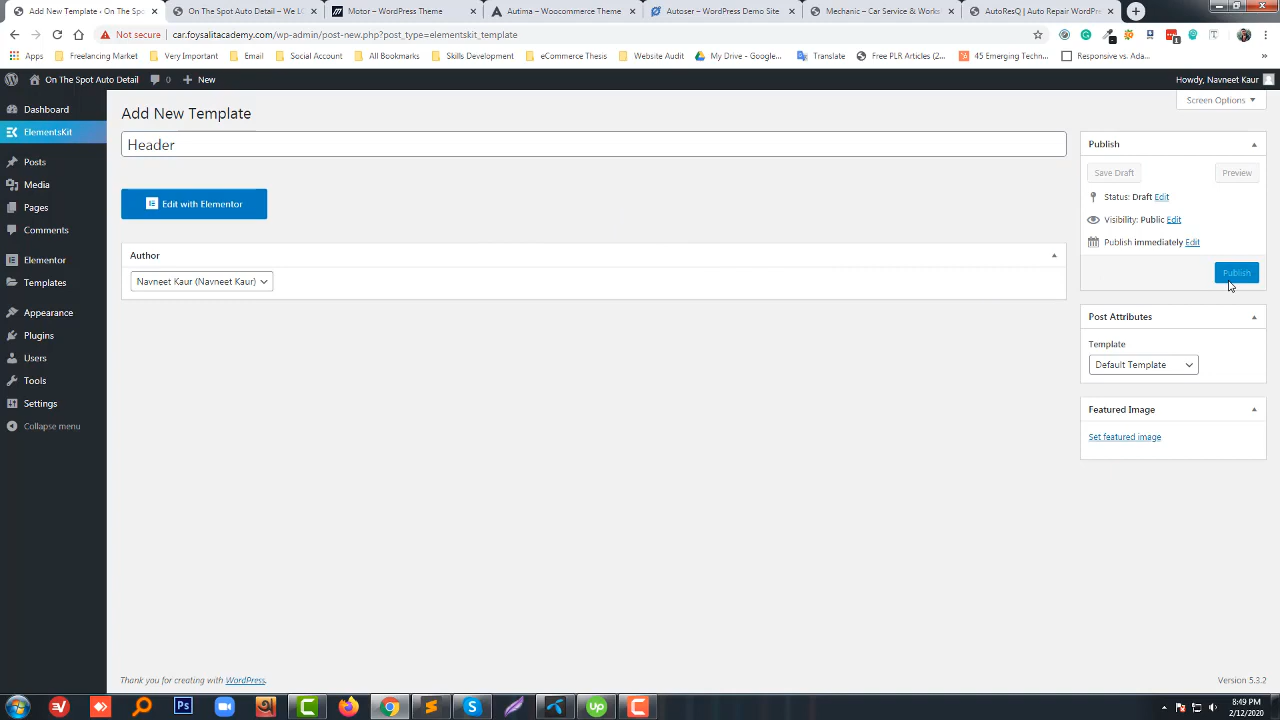 Add New Template ‹ On The Spo
On The Spot Auto Detail – We LO
Motor – WordPress Theme
Autima – Woocommerce Theme
Autoser – WordPress Demo Site
Mechanic – Car Service & Works
AutoResQ | Auto Repair WordPre
Not secure car.foysalitacademy.com/wp-admin/post-new.php?post_type=elementskit_template
Apps Freelancing Market Very Important Email Social Account All Bookmarks Skills Development eCommerce Thesis Website Audit My Drive - Google... Translate Free PLR Articles (2... 45 Emerging Techn... Responsive vs. Ada...
On The Spot Auto Detail 0 New Howdy, Navneet Kaur
Screen Options
Dashboard
ElementsKit
Posts
Media
Pages
Comments
Elementor
Templates
Appearance
Plugins
Users
Tools
Settings
Collapse menu
Add New Template
Header
Edit with Elementor
Author
Navneet Kaur (Navneet Kaur)
Publish
Save Draft Preview
Status: Draft Edit
Visibility: Public Edit
Publish immediately Edit
Publish
Post Attributes
Template
Default Template
Featured Image
Set featured image
Thank you for creating with WordPress.
Version 5.3.2
Ps
8:49 PM
2/12/2020